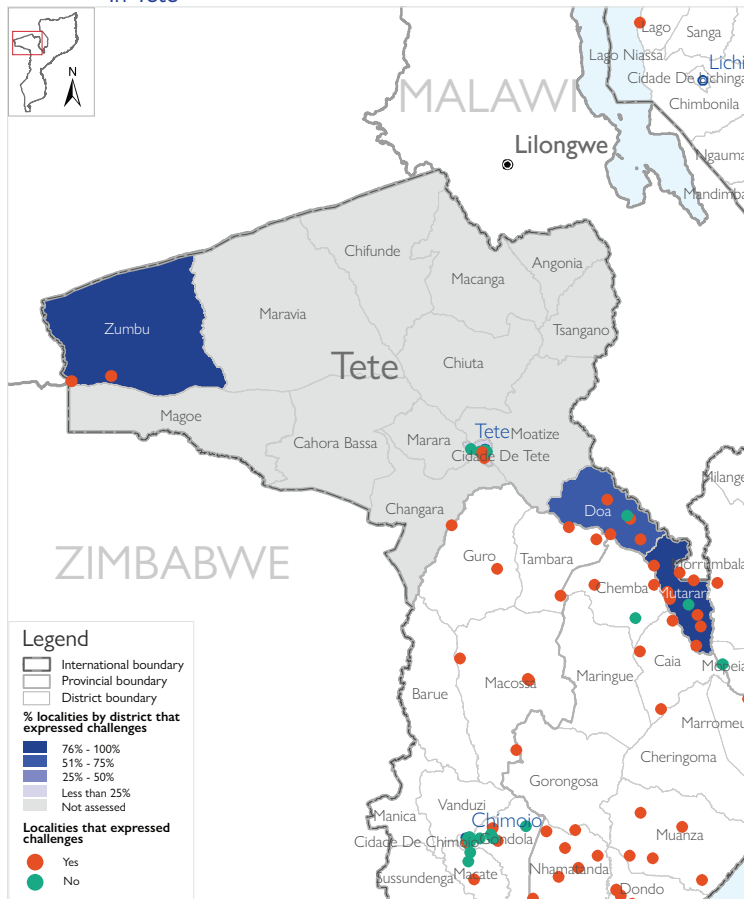 in Tete
N
Lago
Sanga
Lago Niassa
Lichi
Cidade De Lichinga
Chimbonila
MALAWI
Lilongwe
Ngauma
Mandimba
Chifunde
Macanga
Angonia
Zumbu
Maravia
Tsangano
Tete
Chiuta
Magoe
Cahora Bassa
Marara
Tete
Moatize
Cidade De Tete
Milange
Changara
Doa
ZIMBABWE
Guro
Tambara
Chemba
Morrumbala
Mutarar
Caia
Mopeia
Barue
Macossa
Maringue
Marromeu
Cheringoma
Gorongosa
Vanduzi
Manica
Chimoio
Cidade De Chimoio
Gondola
Muanza
Macate
Sussundenga
Nhamatanda
Dondo
Legend
International boundary
Provincial boundary
District boundary
% localities by district that
expressed challenges
76% - 100%
51% - 75%
25% - 50%
Less than 25%
Not assessed
Localities that expressed
challenges
Yes
No